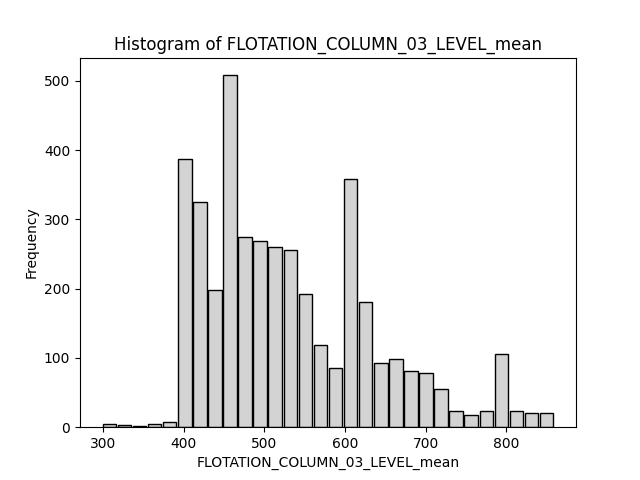 Histogram of FLOTATION_COLUMN_03_LEVEL_mean
500
400
300
200
100
0
Frequency
300 400 500 600 700 800
FLOTATION_COLUMN_03_LEVEL_mean